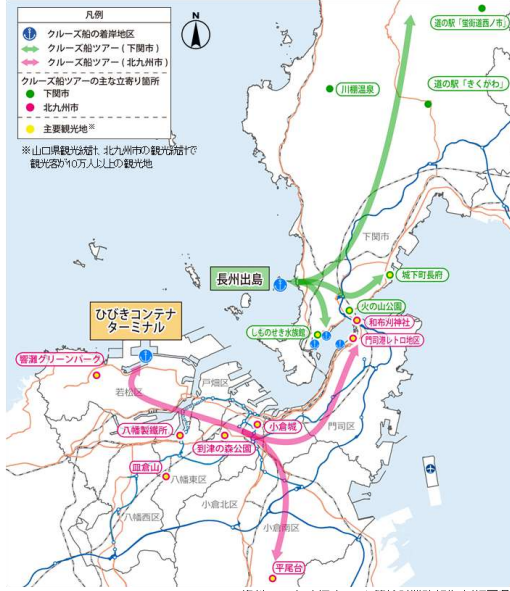 凡例
クルーズ船の着岸地区
クルーズ船ツアー(下関市)
クルーズ船ツアー(北九州市)
クルーズ船ツアーの主な立寄り箇所
下関市
北九州市
主要観光地※
※山口県観光統計、北九州市の観光統計で
観光客が10万人以上の観光地
N
道の駅「蛍街道西ノ市」
道の駅「きくがわ」
川棚温泉
下関市
長州出島
城下町長府
火の山公園
和布刈神社
しものせき水族館
門司港レトロ地区
ひびきコンテナ
ターミナル
響灘グリーンパーク
若松区
戸畑区
小倉城
門司区
八幡製鐵所
到津の森公園
皿倉山
八幡東区
八幡西区
小倉北区
小倉南区
平尾台